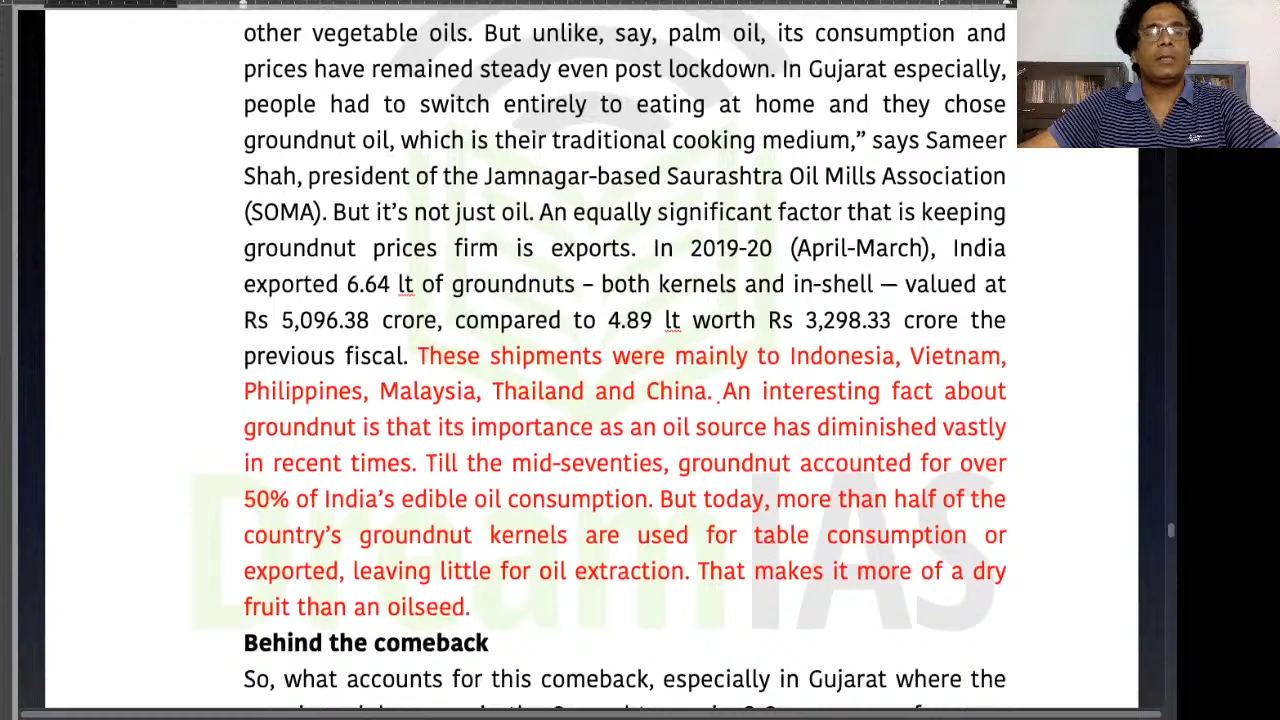 other vegetable oils. But unlike, say, palm oil, its consumption and
prices have remained steady even post lockdown. In Gujarat especially,
people had to switch entirely to eating at home and they chose
groundnut oil, which is their traditional cooking medium,” says Sameer
Shah, president of the Jamnagar-based Saurashtra Oil Mills Association
(SOMA). But it’s not just oil. An equally significant factor that is keeping
groundnut prices firm is exports. In 2019-20 (April-March), India
exported 6.64 lt of groundnuts – both kernels and in-shell — valued at
Rs 5,096.38 crore, compared to 4.89 lt worth Rs 3,298.33 crore the
previous fiscal. These shipments were mainly to Indonesia, Vietnam,
Philippines, Malaysia, Thailand and China. An interesting fact about
groundnut is that its importance as an oil source has diminished vastly
in recent times. Till the mid-seventies, groundnut accounted for over
50% of India’s edible oil consumption. But today, more than half of the
country’s groundnut kernels are used for table consumption or
exported, leaving little for oil extraction. That makes it more of a dry
fruit than an oilseed.
Behind the comeback
So, what accounts for this comeback, especially in Gujarat where the
Dream IAS